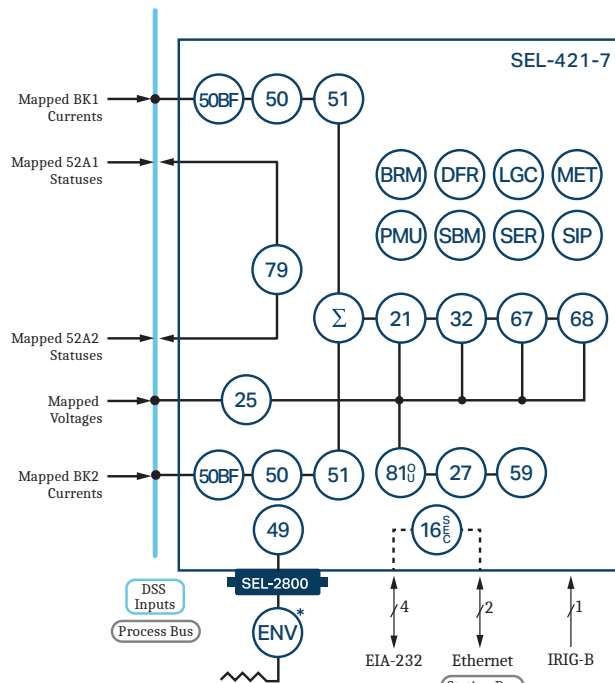 SEL-421-7
Mapped BK1
Currents
50BF
50
51
Mapped 52A1
Statuses
BRM
DFR
LGC
MET
PMU
SBM
SER
SIP
79
Σ
21
32
67
68
Mapped 52A2
Statuses
Mapped
Voltages
25
Mapped BK2
Currents
50BF
50
51
81 O U
27
59
49
16 S E C
SEL-2800
DSS
Inputs
Process Bus
ENV*
4
2
1
EIA-232
Ethernet
IRIG-B